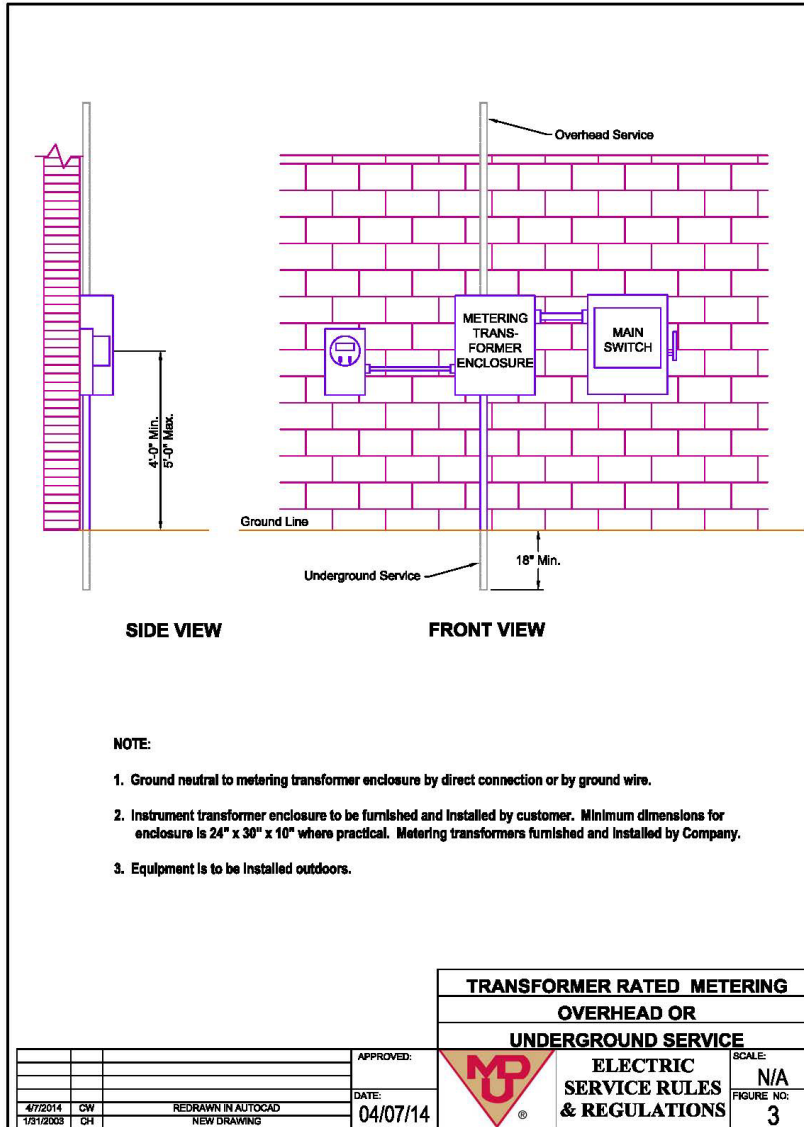 Overhead Service
METERING
TRANS-
FORMER
ENCLOSURE
MAIN
SWITCH
4'-0" Min.
5'-0" Max.
Ground Line
18" Min.
Underground Service
SIDE VIEW
FRONT VIEW
NOTE:
1. Ground neutral to metering transformer enclosure by direct connection or by ground wire.
2. Instrument transformer enclosure to be furnished and installed by customer. Minimum dimensions for
enclosure is 24" x 30" x 10" where practical. Metering transformers furnished and installed by Company.
3. Equipment is to be installed outdoors.
TRANSFORMER RATED METERING
OVERHEAD OR
UNDERGROUND SERVICE
APPROVED:
DATE:
04/07/14
4/7/2014 CW REDRAWN IN AUTOCAD
1/31/2003 CH NEW DRAWING
MDU ®
ELECTRIC
SERVICE RULES
& REGULATIONS
SCALE:
N/A
FIGURE NO:
3